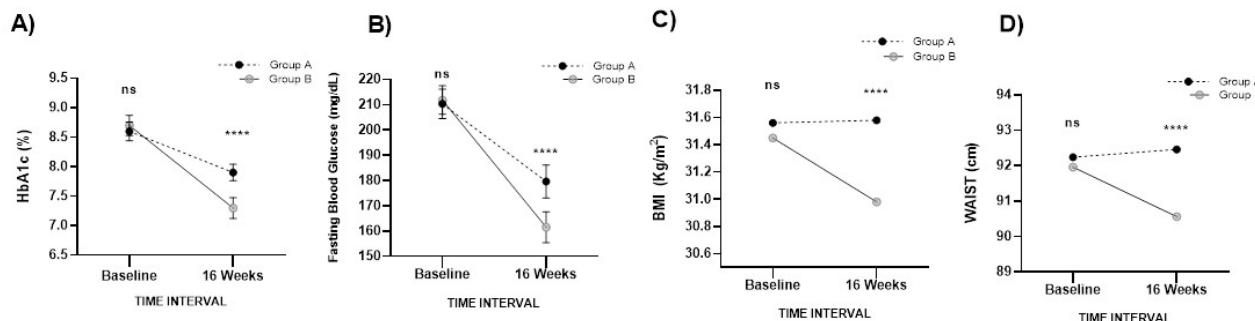 A)
Group A
Group B
HbA1c (%)
9.5
9.0
8.5
8.0
7.5
7.0
6.5
ns
****
Baseline
16 Weeks
TIME INTERVAL
B)
Group A
Group B
Fasting Blood Glucose (mg/dL)
220
210
200
190
180
170
160
150
ns
****
Baseline
16 Weeks
TIME INTERVAL
C)
Group A
Group B
BMI (Kg/m²)
31.8
31.6
31.4
31.2
31.0
30.8
30.6
ns
****
Baseline
16 Weeks
TIME INTERVAL
D)
Group
Group
WAIST (cm)
94
93
92
91
90
89
ns
****
Baseline
16 Weeks
TIME INTERVAL